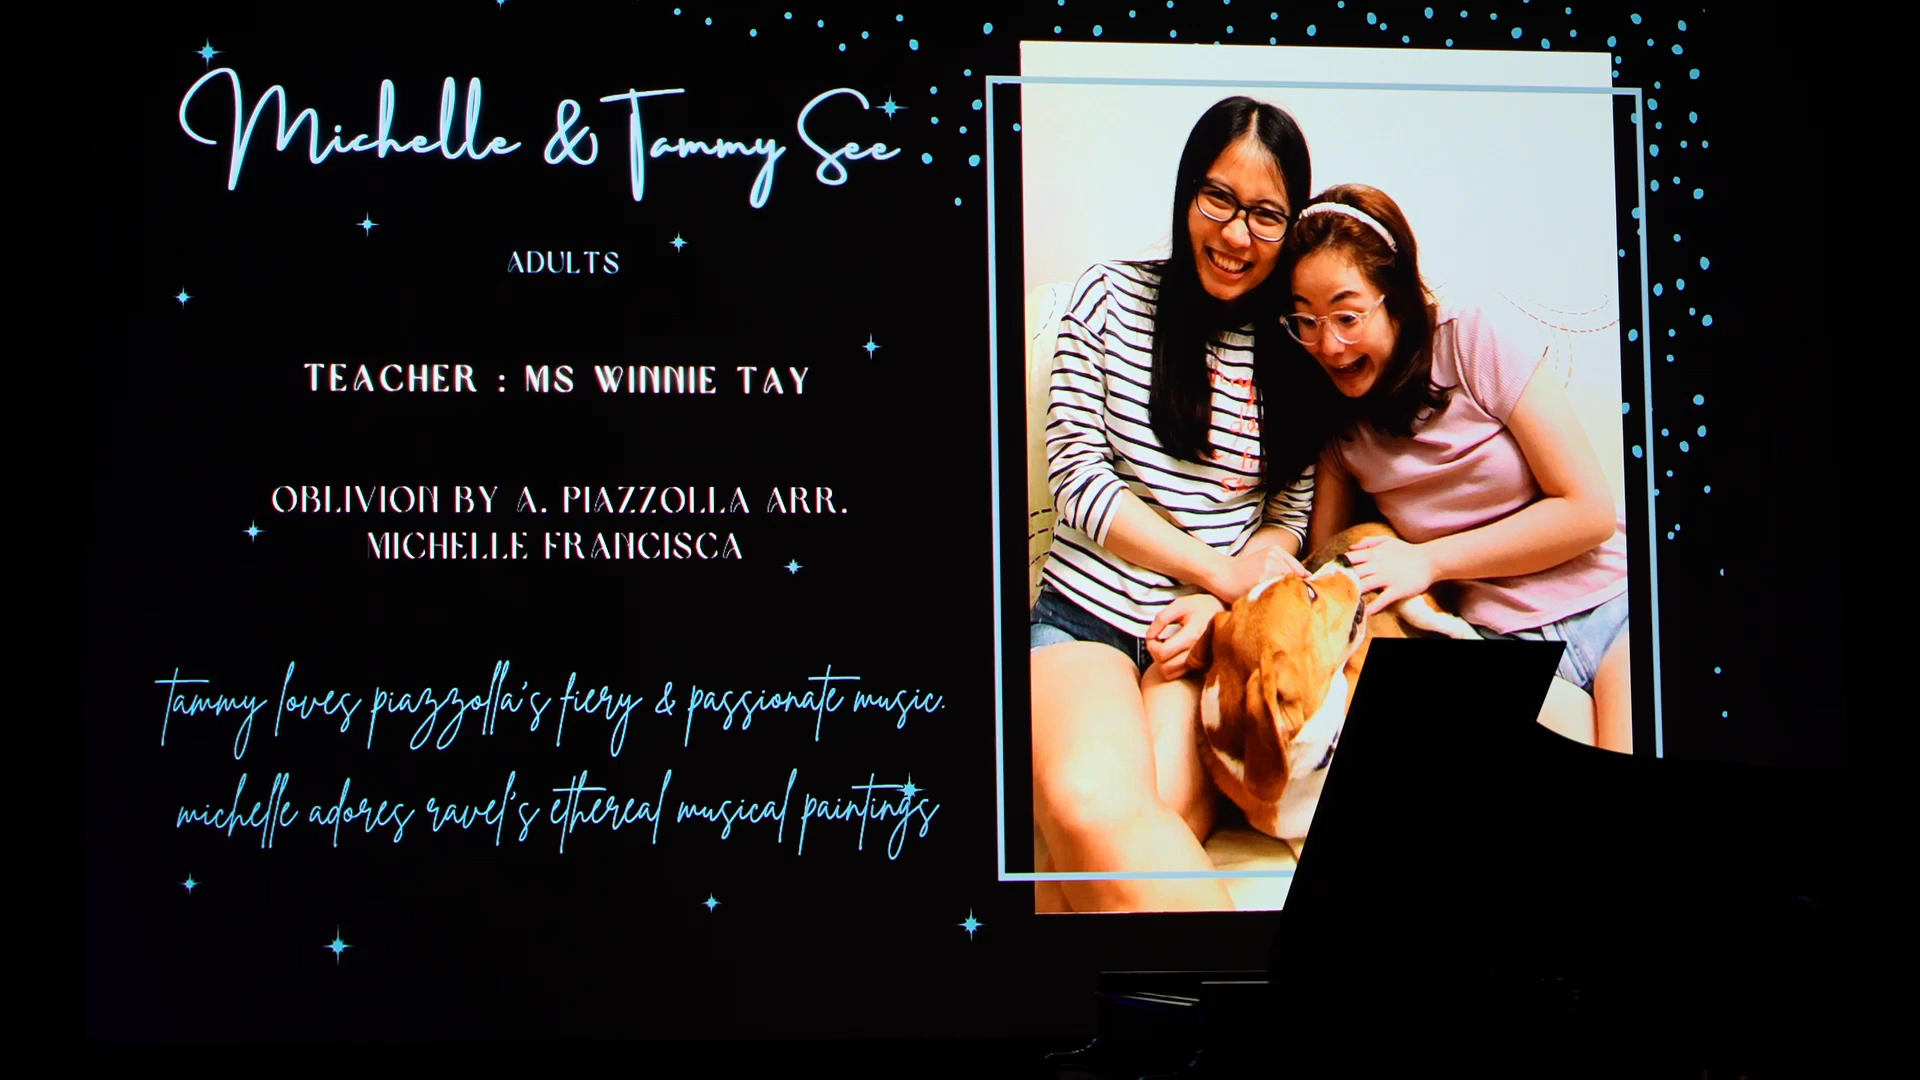 Michelle & Tammy See
ADULTS
TEACHER : MS WINNIE TAY
OBLIVION BY A. PIAZZOLLA ARR.
MICHELLE FRANCISCA
tammy loves piazzolla's fiery & passionate music.
michelle adores ravel's ethereal musical paintings